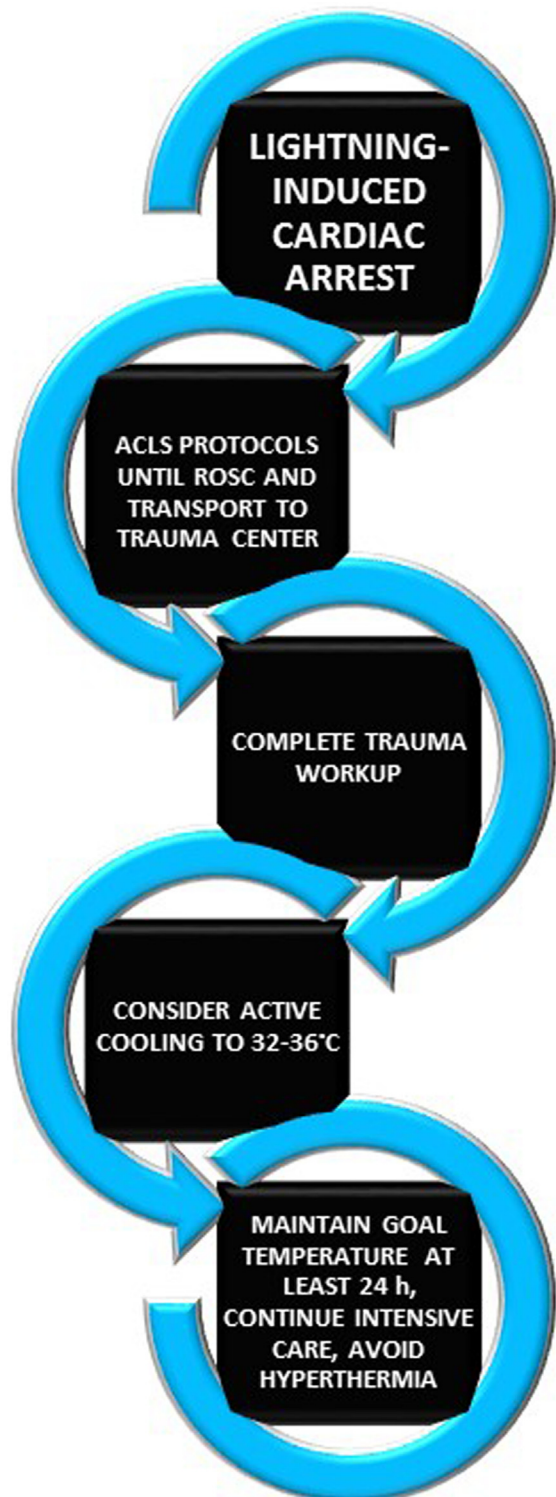 LIGHTNING-
INDUCED
CARDIAC
ARREST
ACLS PROTOCOLS
UNTIL ROSC AND
TRANSPORT TO
TRAUMA CENTER
COMPLETE TRAUMA
WORKUP
CONSIDER ACTIVE
COOLING TO 32-36°C
MAINTAIN GOAL
TEMPERATURE AT
LEAST 24 h,
CONTINUE INTENSIVE
CARE, AVOID
HYPERTHERMIA